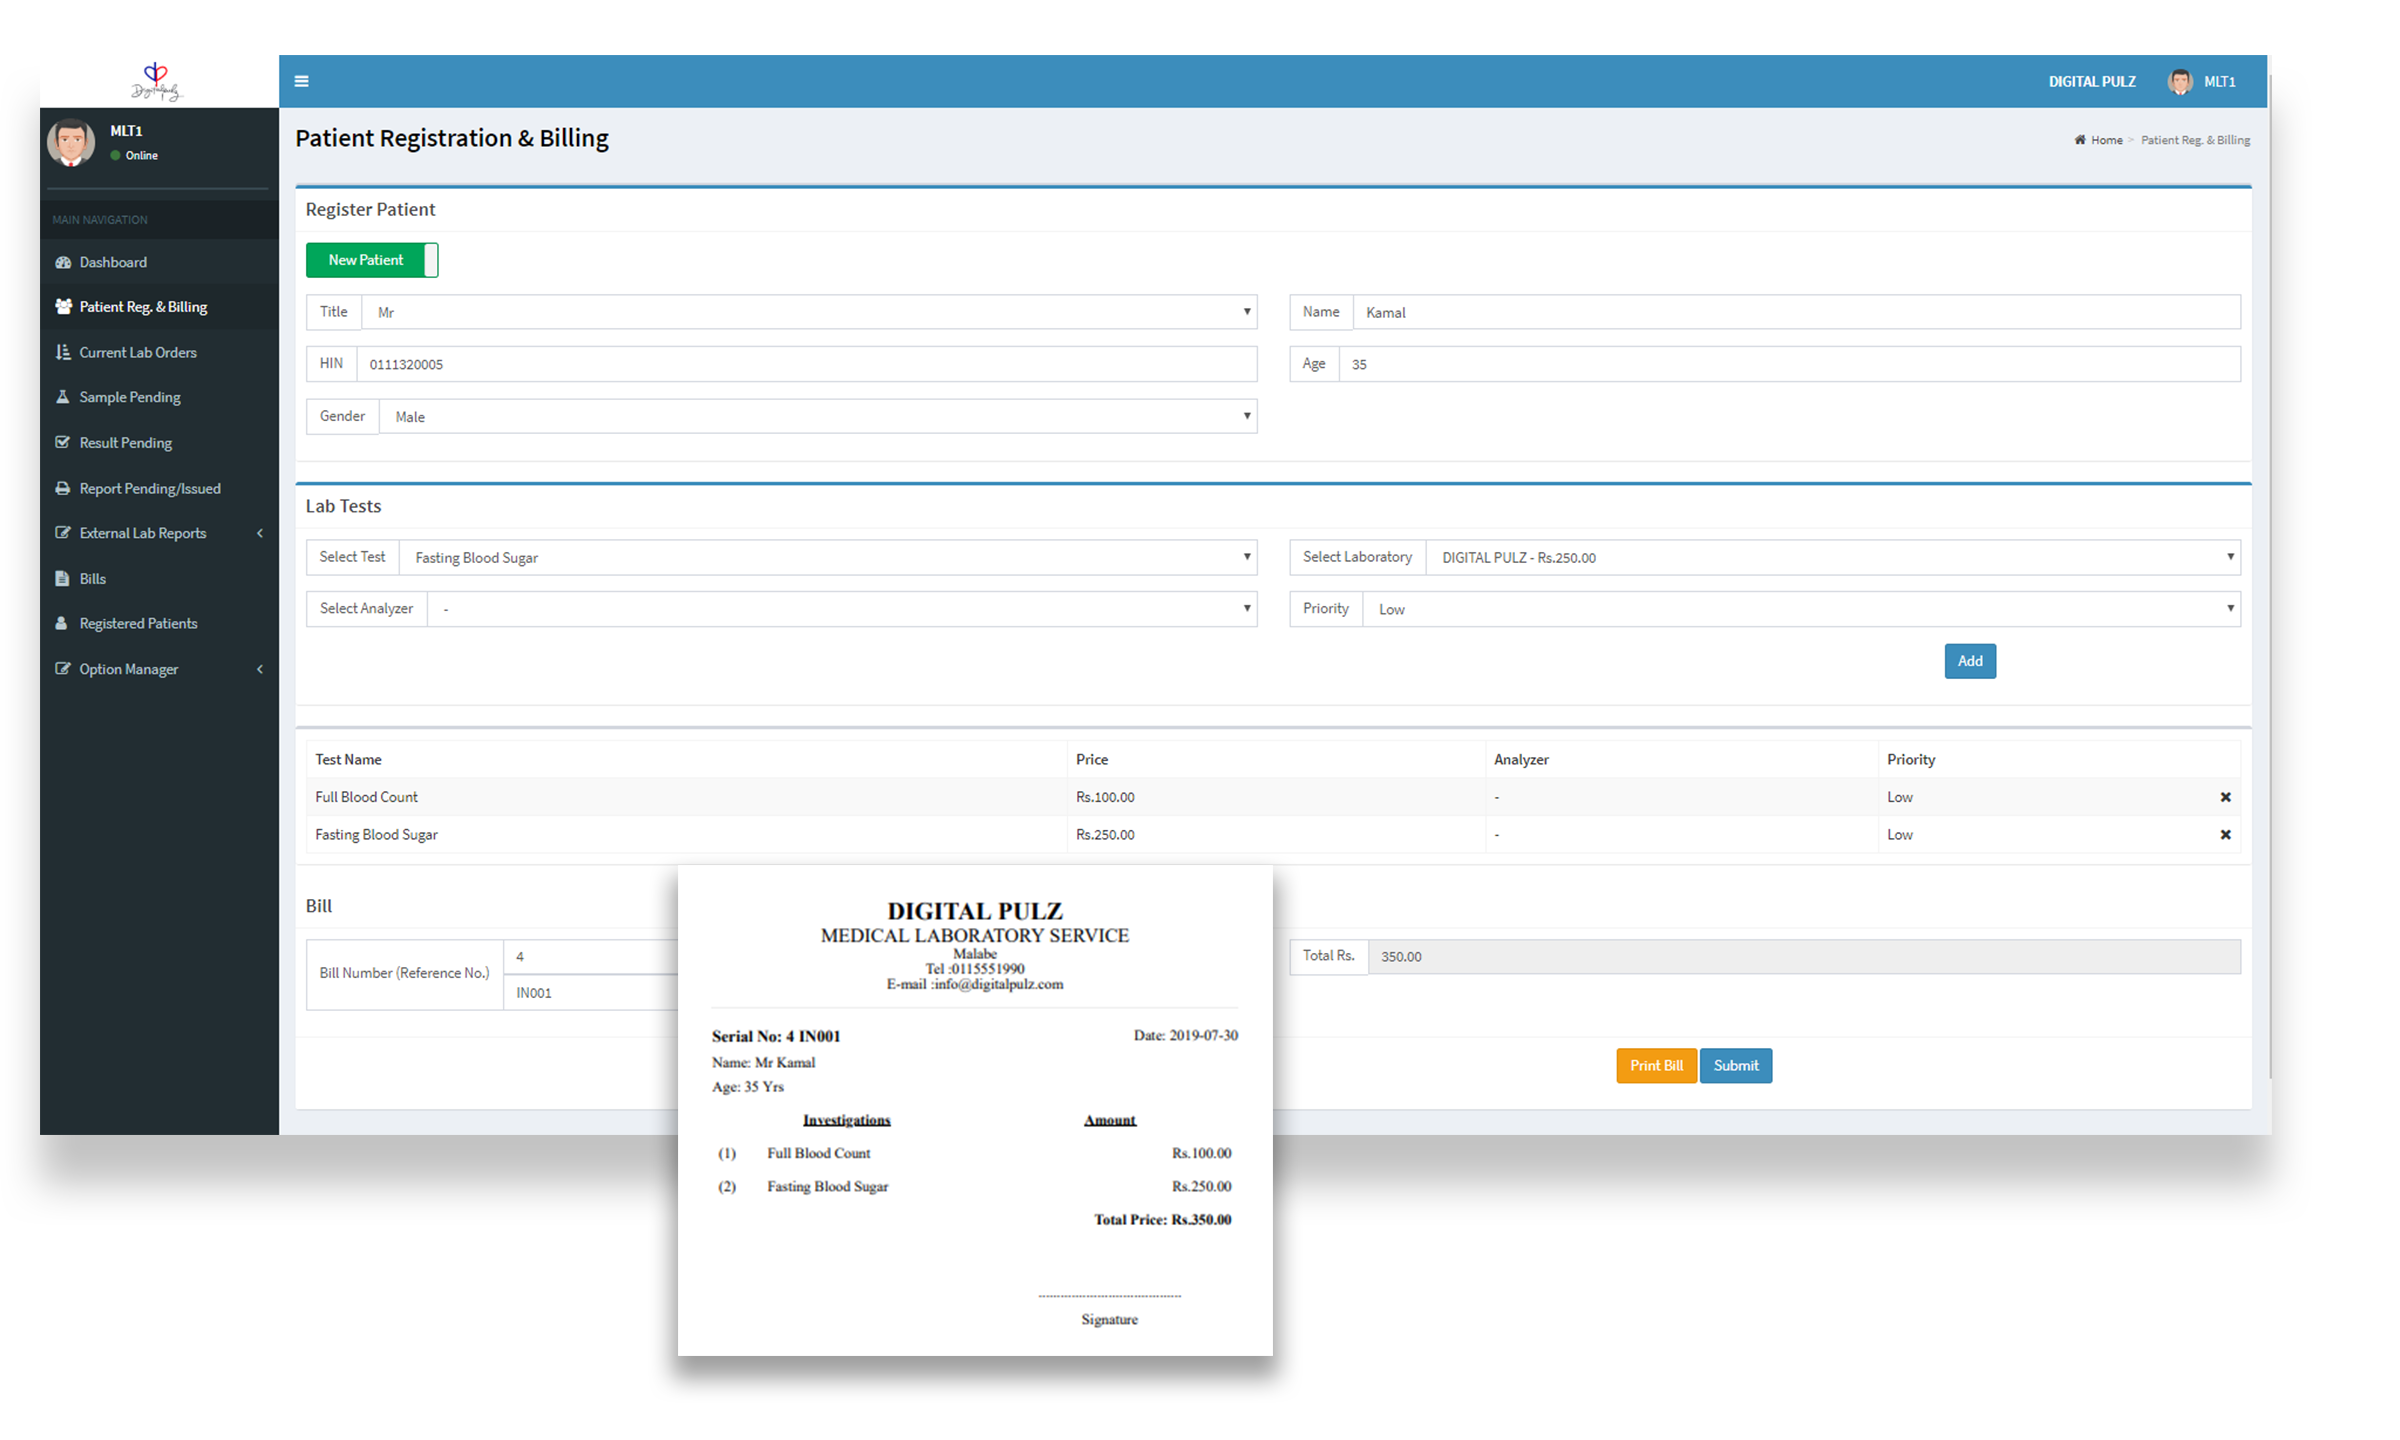 Digitalpulz
DIGITAL PULZ MLT1
MLT1
Online
MAIN NAVIGATION
Dashboard
Patient Reg. & Billing
Current Lab Orders
Sample Pending
Result Pending
Report Pending/Issued
External Lab Reports
Bills
Registered Patients
Option Manager
Patient Registration & Billing
Home > Patient Reg. & Billing
Register Patient
New Patient
Title Mr
Name Kamal
HIN 0111320005
Age 35
Gender Male
Lab Tests
Select Test Fasting Blood Sugar
Select Laboratory DIGITAL PULZ - Rs.250.00
Select Analyzer -
Priority Low
Add
Test Name Price Analyzer Priority
Full Blood Count Rs.100.00 - Low
Fasting Blood Sugar Rs.250.00 - Low
Bill
Bill Number (Reference No.) 4
IN001
Total Rs. 350.00
Print Bill Submit
DIGITAL PULZ
MEDICAL LABORATORY SERVICE
Malabe
Tel :0115551990
E-mail :info@digitalpulz.com
Serial No: 4 IN001 Date: 2019-07-30
Name: Mr Kamal
Age: 35 Yrs
Investigations Amount
(1) Full Blood Count Rs.100.00
(2) Fasting Blood Sugar Rs.250.00
Total Price: Rs.350.00
Signature